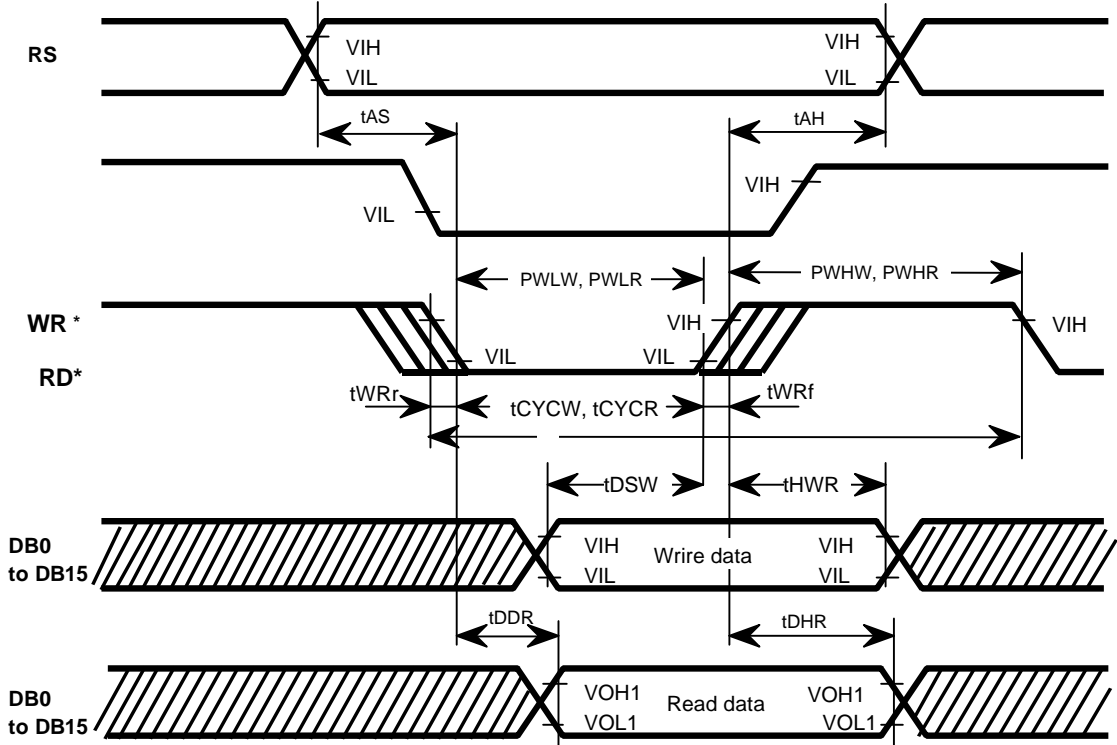 RS
VIH VIH
VIL VIL
tAS tAH
VIH
VIL
PWLW, PWLR PWHW, PWHR
WR * VIH VIH
VIL VIL
RD*
tWRr tCYCW, tCYCR tWRf
tDSW tHWR
DB0 VIH Wrire data VIH
to DB15 VIL VIL
tDDR tDHR
DB0 VOH1 Read data VOH1
to DB15 VOL1 VOL1